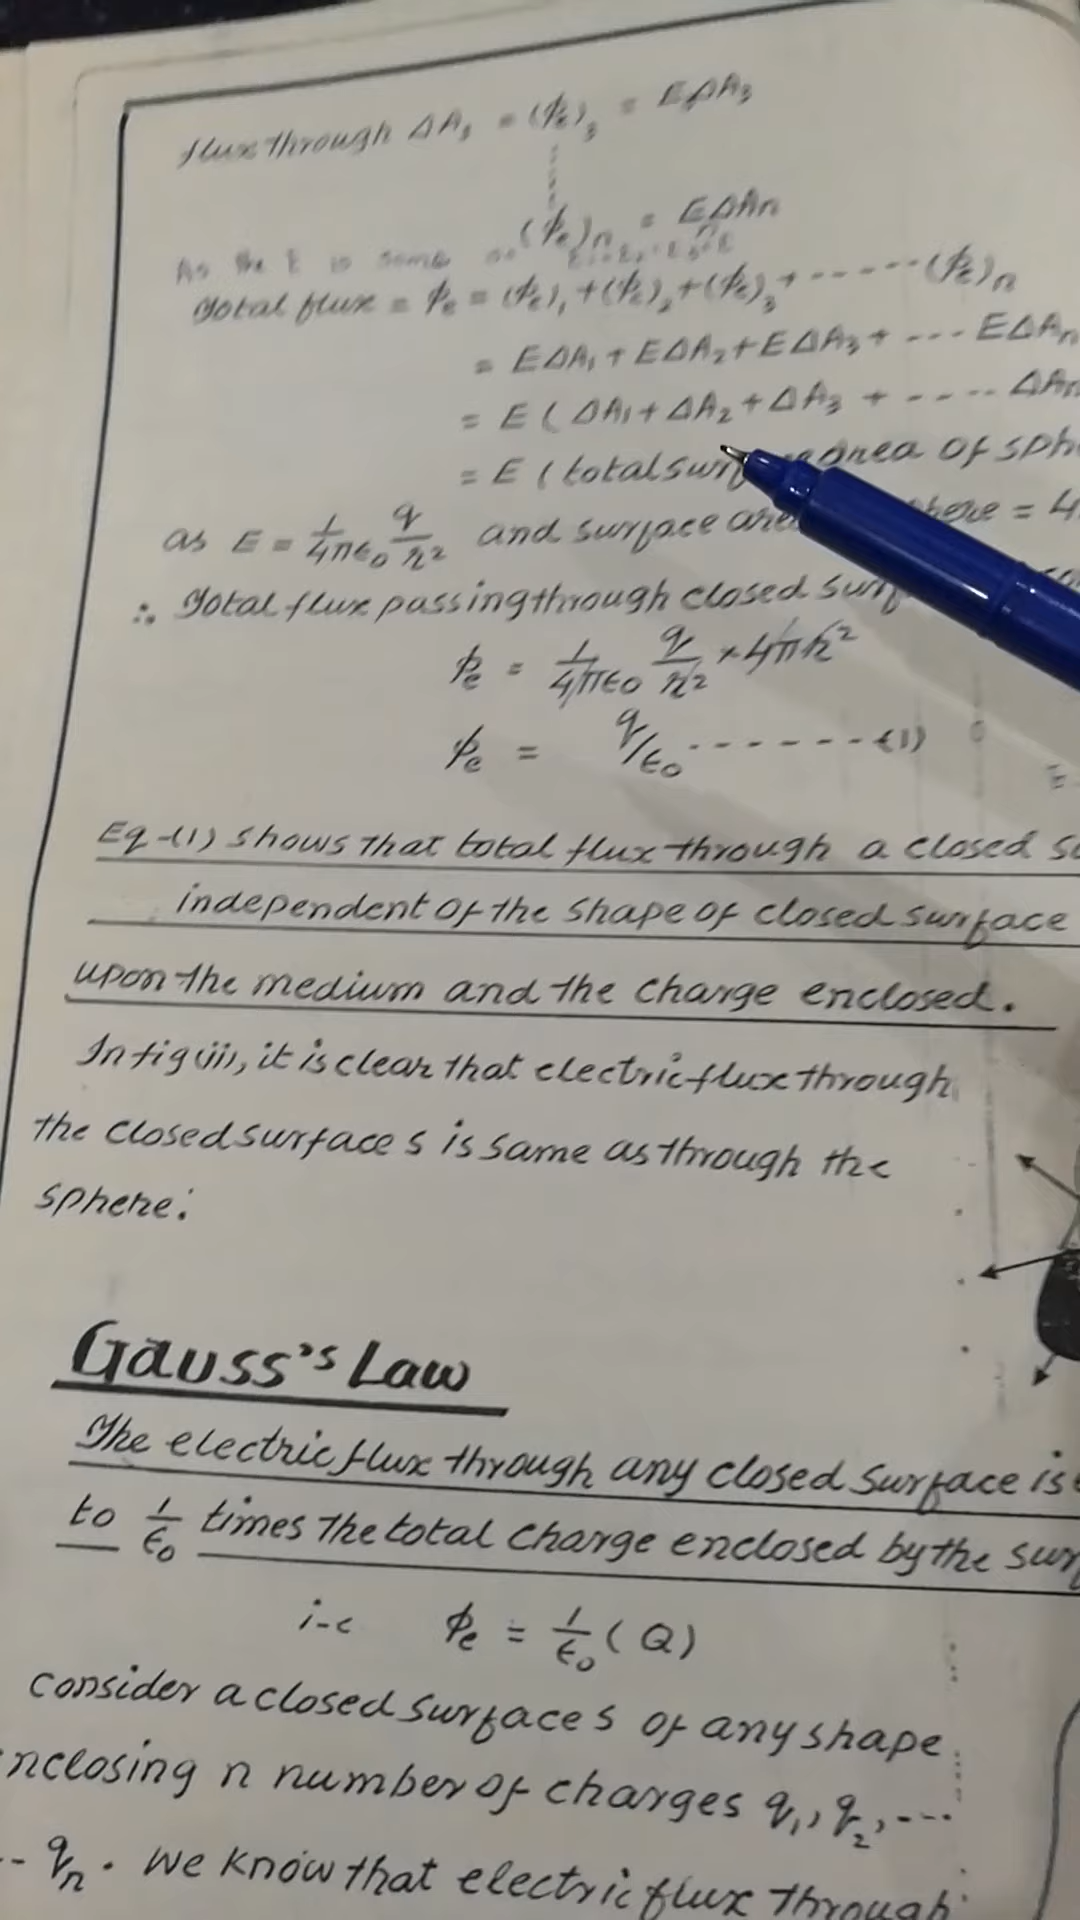 flux through ΔA₃ = (φe)₃ = EΔA₃
(φe)n = EΔAn
As the E is same
Total flux = φe = (φe)₁ + (φe)₂ + (φe)₃ + ------ (φe)n
= EΔA₁ + EΔA₂ + EΔA₃ + --- EΔAn
= E ( ΔA₁ + ΔA₂ + ΔA₃ + ---- ΔAn
= E ( total area of
as E = 1/4πϵ₀ q/r² and surface = 4
∴ Total flux passing through closed
φe = 1/4πϵ₀ q/r² × 4πr²
φe = q/ϵ₀ ------- (1)
Eq-(1) shows that total flux through a closed
independent of the shape of closed surface
upon the medium and the charge enclosed.
In fig (ii), it is clear that electric flux through
the closed surface s is same as through the
sphere:
Gauss's Law
The electric flux through any closed surface is
to 1/ϵ₀ times the total charge enclosed by the
i-e φe = 1/ϵ₀ ( Q )
consider a closed surface s of any shape
nclosing n number of charges q₁, q₂, ---
-- qn. we know that electric flux through